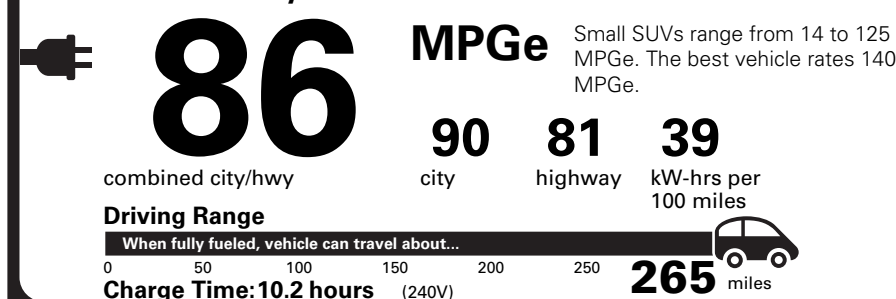 86
MPGe
Small SUVs range from 14 to 125
MPGe. The best vehicle rates 140
MPGe.
90 81 39
combined city/hwy city highway kW-hrs per
100 miles
Driving Range
When fully fueled, vehicle can travel about...
0 50 100 150 200 250 265 miles
Charge Time: 10.2 hours (240V)